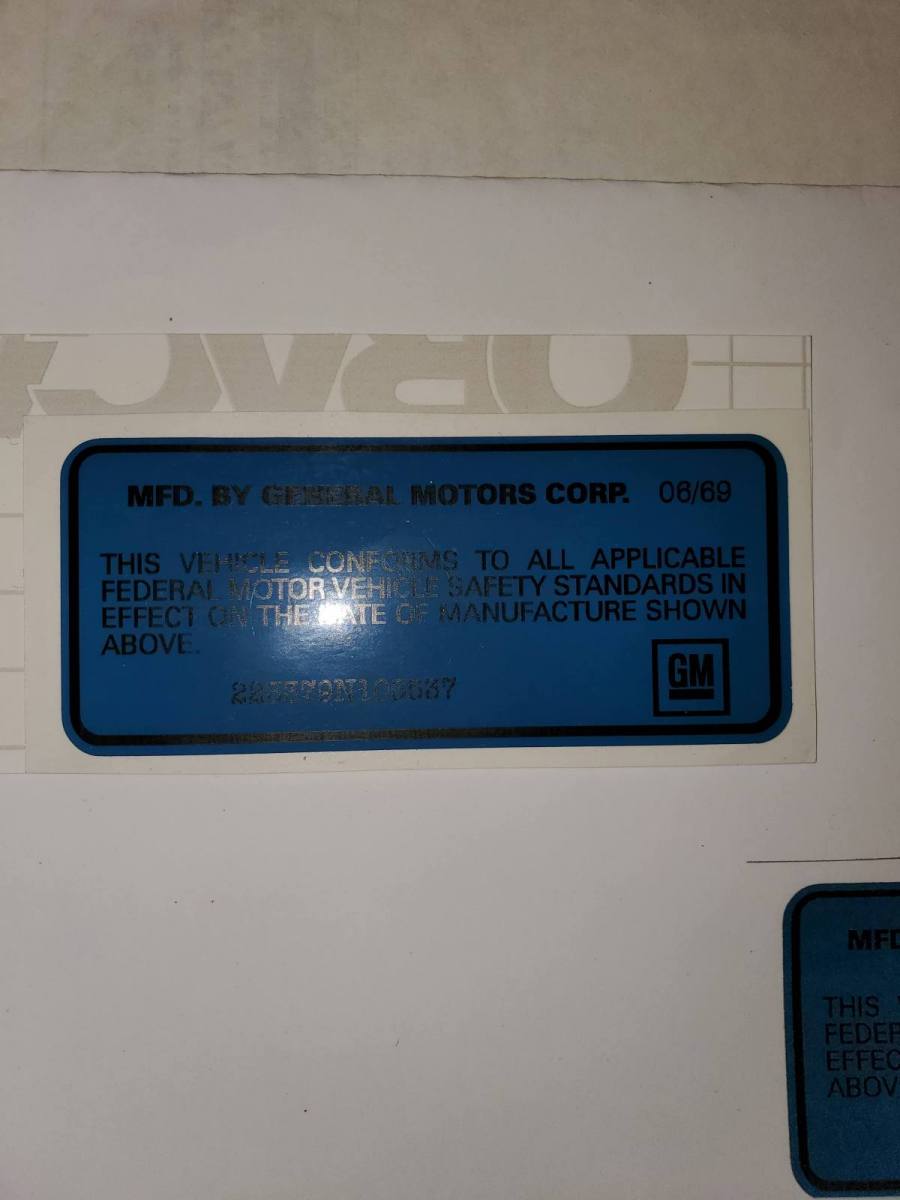 MFD. BY GENERAL MOTORS CORP. 06/69
THIS VEHICLE CONFORMS TO ALL APPLICABLE
FEDERAL MOTOR VEHICLE SAFETY STANDARDS IN
EFFECT ON THE DATE OF MANUFACTURE SHOWN
ABOVE.
GM
MFD
THIS
FEDER
EFFEC
ABOV